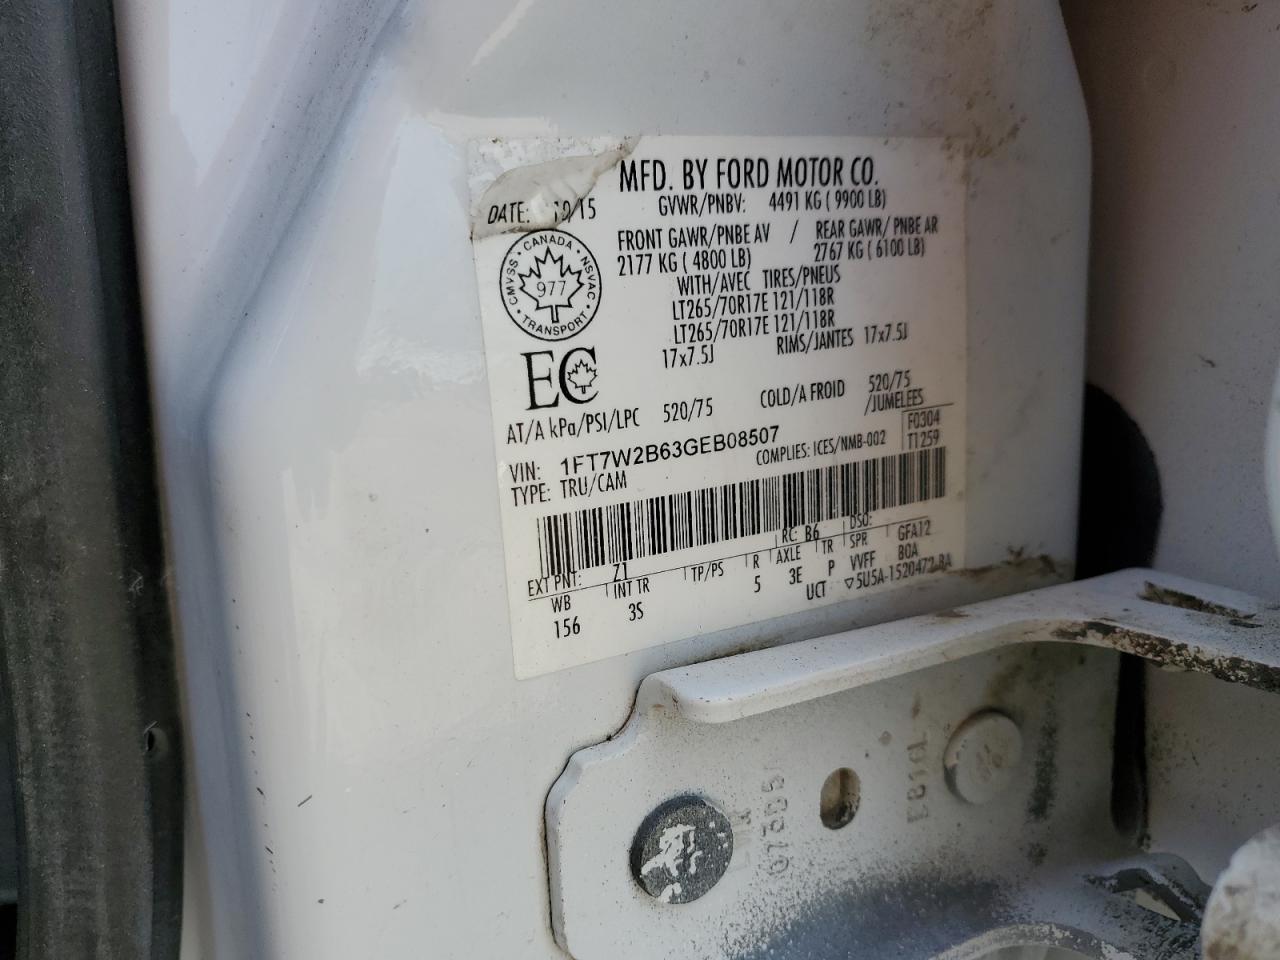 MFD. BY FORD MOTOR CO.
DATE: 10/15
GVWR/PNBV: 4491 KG ( 9900 LB)
FRONT GAWR/PNBE AV / REAR GAWR/ PNBE AR
2177 KG ( 4800 LB) 2767 KG ( 6100 LB)
WITH/AVEC TIRES/PNEUS
LT265/70R17E 121/118R
LT265/70R17E 121/118R
17x7.5J RIMS/JANTES 17x7.5J
CANADA
CMVSS NSVAC
977
TRANSPORT
EC
AT/A kPa/PSI/LPC 520/75 COLD/A FROID 520/75
/JUMELEES
VIN: 1FT7W2B63GEB08507
F0304
TYPE: TRU/CAM COMPLIES: ICES/NMB-002 T1259
EXT PNT: Z1 RC: B6 DSO:
WB INT TR TP/PS R AXLE TR SPR GFA12
156 3S 5 3E P VVFF BOA
UCT ▽5U5A-1520472-BA